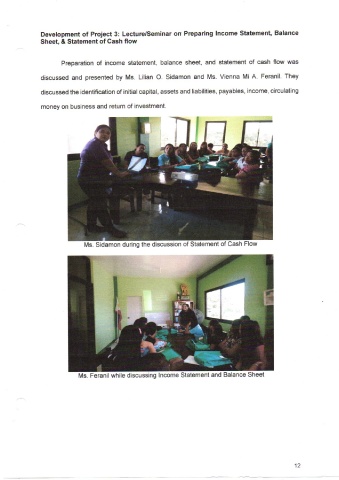 Development of Project 3: Lecture/Seminar on Preparing Income Statement, Balance
Sheet, & Statement of Cash flow
Preparation of income statement, balance sheet, and statement of cash flow was
discussed and presented by Ms. Lilian O. Sidamon and Ms. Vienna Mi A. Feranil. They
discussed the identification of initial capital, assets and liabilities, payables, income, circulating
money on business and return of investment.
Ms. Sidamon during the discussion of Statement of Cash Flow
Ms. Feranil while discussing Income Statement and Balance Sheet
12